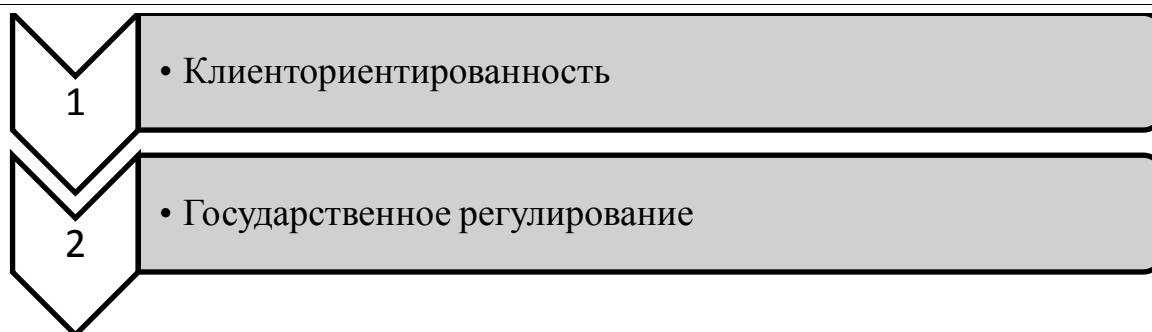 1
• Клиенториентированность
2
• Государственное регулирование